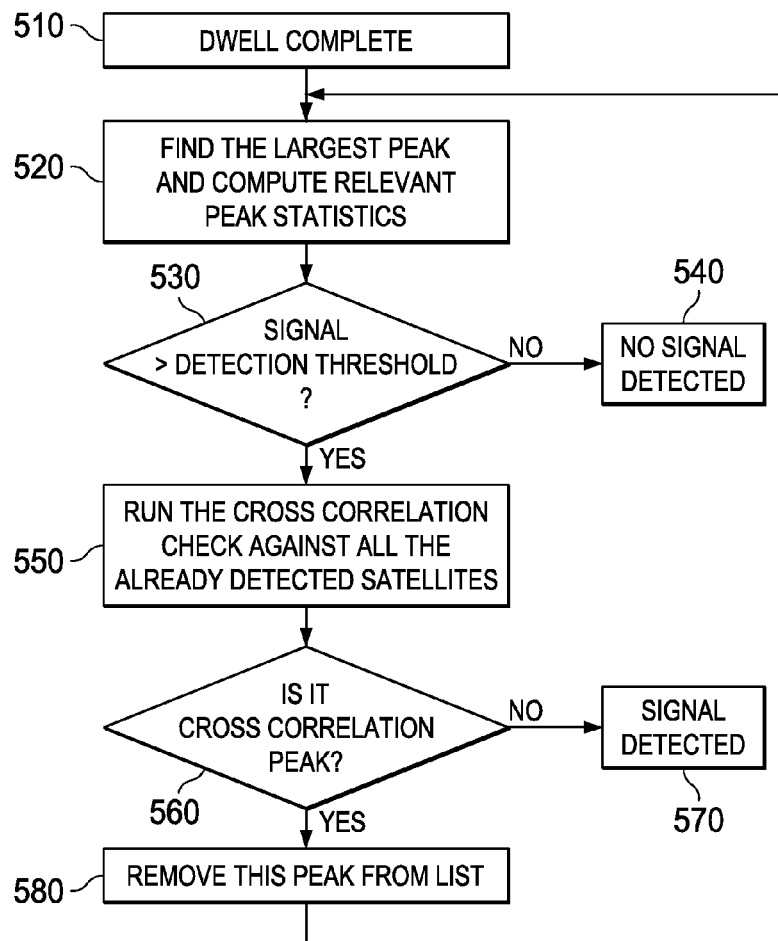 510
DWELL COMPLETE
520
FIND THE LARGEST PEAK
AND COMPUTE RELEVANT
PEAK STATISTICS
530
SIGNAL
> DETECTION THRESHOLD
?
NO
540
NO SIGNAL
DETECTED
YES
550
RUN THE CROSS CORRELATION
CHECK AGAINST ALL THE
ALREADY DETECTED SATELLITES
IS IT
CROSS CORRELATION
PEAK?
560
NO
SIGNAL
DETECTED
570
YES
580
REMOVE THIS PEAK FROM LIST